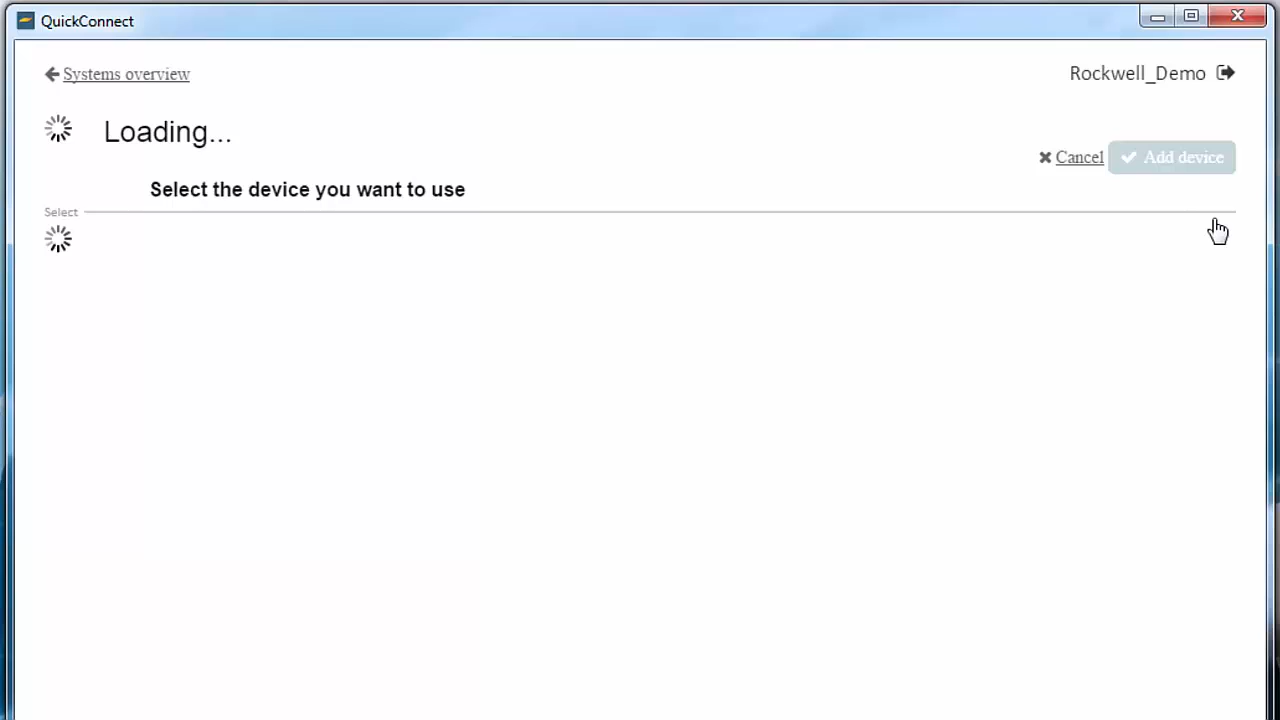 QuickConnect
Systems overview
Rockwell_Demo
Loading...
Cancel
Add device
Select the device you want to use
Select